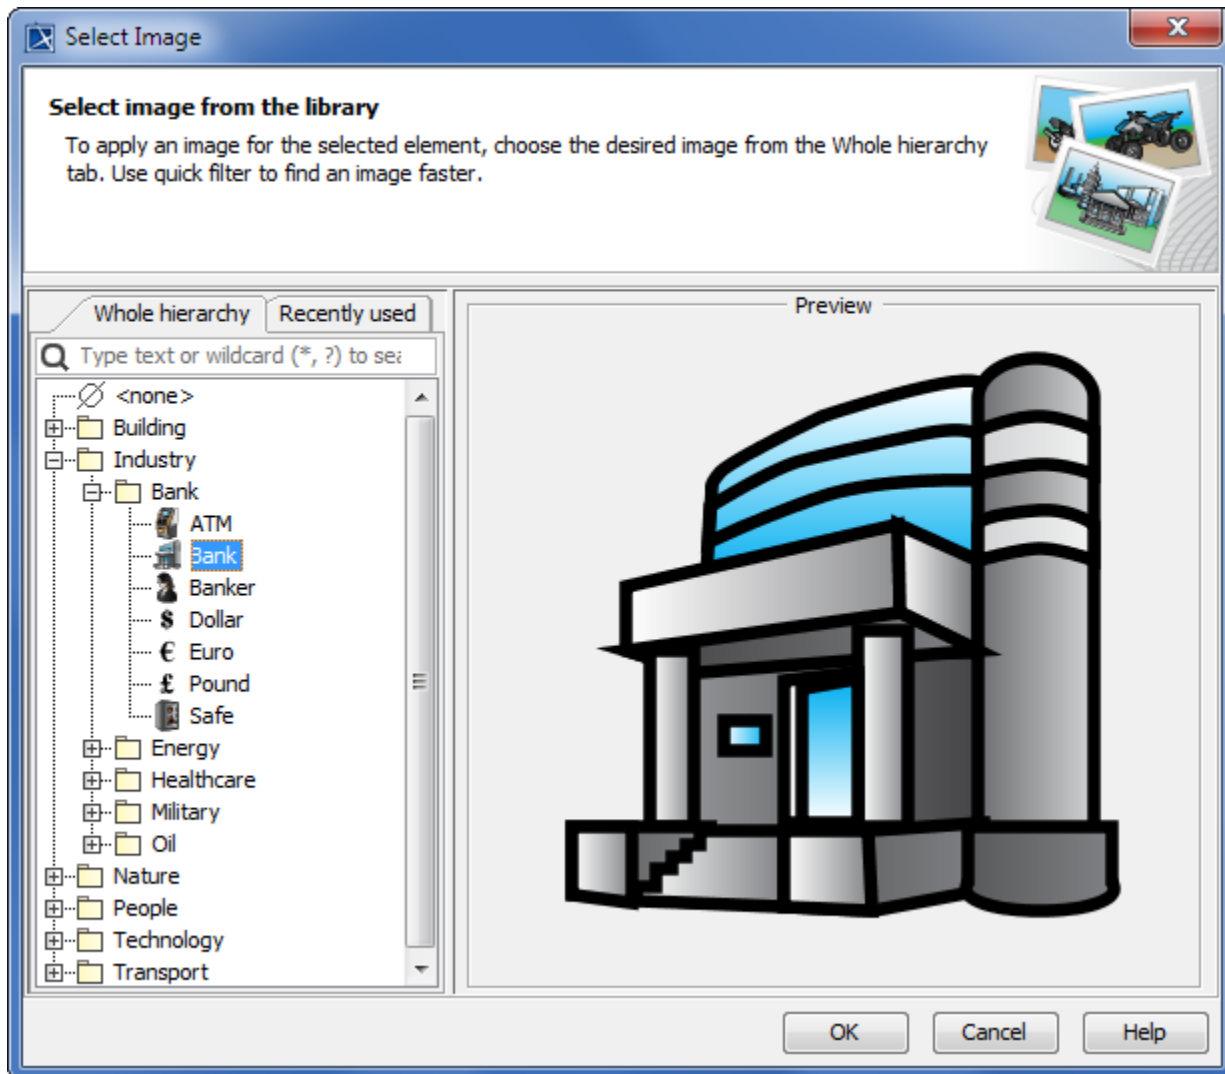 Select Image
Select image from the library
To apply an image for the selected element, choose the desired image from the Whole hierarchy
tab. Use quick filter to find an image faster.
Whole hierarchy
Recently used
Type text or wildcard (*, ?) to sea
<none>
Building
Industry
Bank
ATM
Bank
Banker
$ Dollar
€ Euro
£ Pound
Safe
Energy
Healthcare
Military
Oil
Nature
People
Technology
Transport
Preview
OK
Cancel
Help